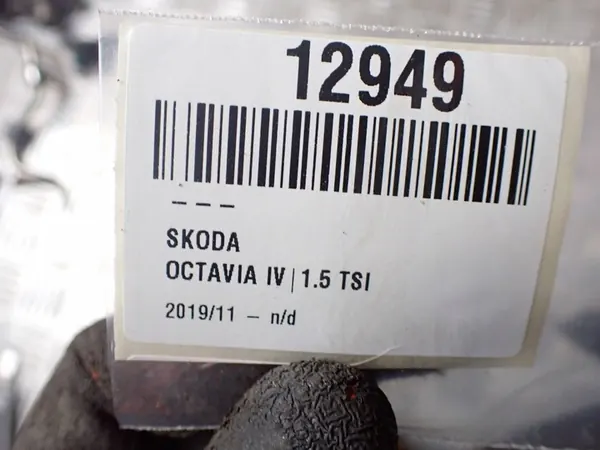 12949
– – –
SKODA
OCTAVIA IV | 1.5 TSI
2019/11 – n/d